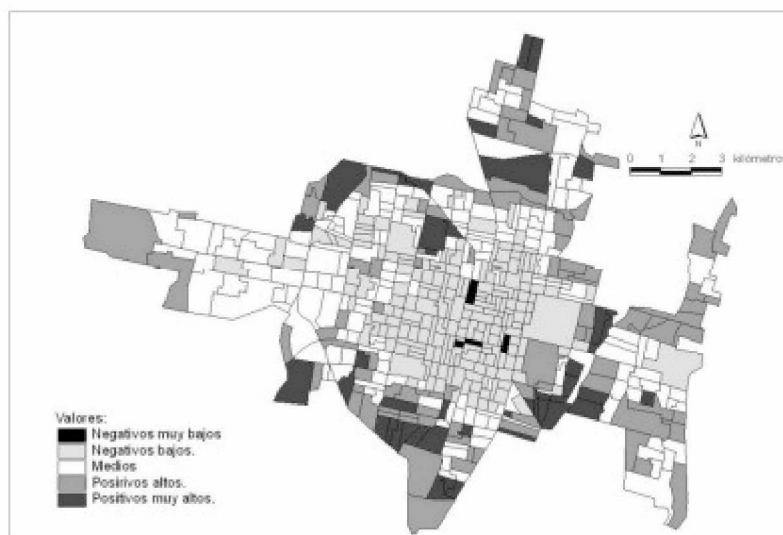 N
0 1 2 3 kilómetro
Valores:
Negativos muy bajos
Negativos bajos.
Medios
Posirivos altos.
Positivos muy altos.